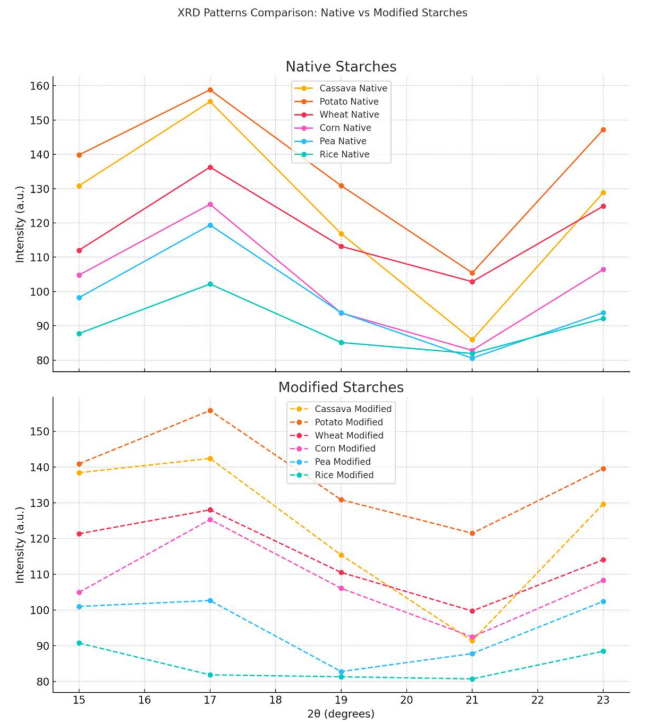 XRD Patterns Comparison: Native vs Modified Starches
Native Starches
Intensity (a.u.)
160
150
140
130
120
110
100
90
80
Cassava Native
Potato Native
Wheat Native
Corn Native
Pea Native
Rice Native
Modified Starches
Intensity (a.u.)
150
140
130
120
110
100
90
80
Cassava Modified
Potato Modified
Wheat Modified
Corn Modified
Pea Modified
Rice Modified
15 16 17 18 19 20 21 22 23
2θ (degrees)